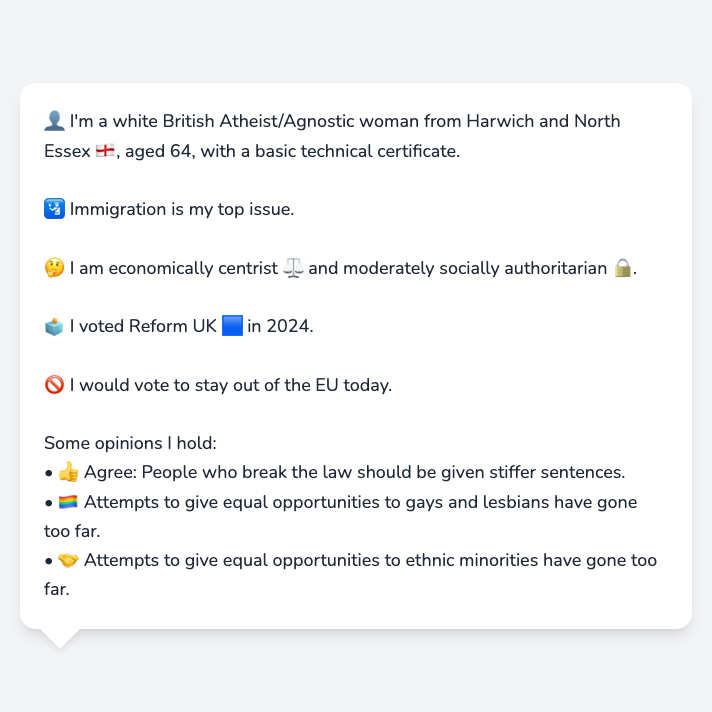 👤 I'm a white British Atheist/Agnostic woman from Harwich and North
Essex 🏴󠁧󠁢󠁥󠁮󠁧󠁿, aged 64, with a basic technical certificate.
🛂 Immigration is my top issue.
🤔 I am economically centrist ⚖️ and moderately socially authoritarian 🔒.
🗳️ I voted Reform UK 🟦 in 2024.
🚫 I would vote to stay out of the EU today.
Some opinions I hold:
• 👍 Agree: People who break the law should be given stiffer sentences.
• 🏳️‍🌈 Attempts to give equal opportunities to gays and lesbians have gone
too far.
• 🤝 Attempts to give equal opportunities to ethnic minorities have gone too
far.